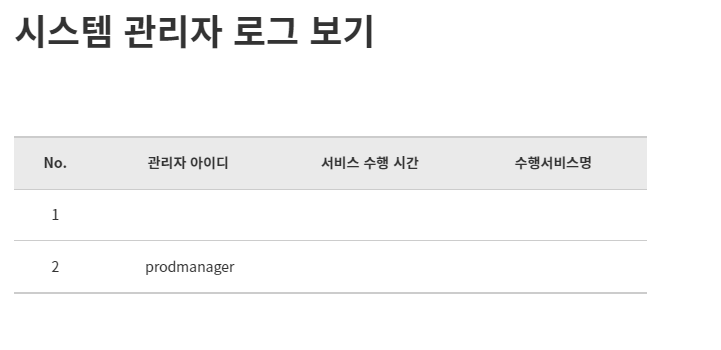 시스템 관리자 로그 보기
No. 관리자 아이디 서비스 수행 시간 수행서비스명
1
2 prodmanager